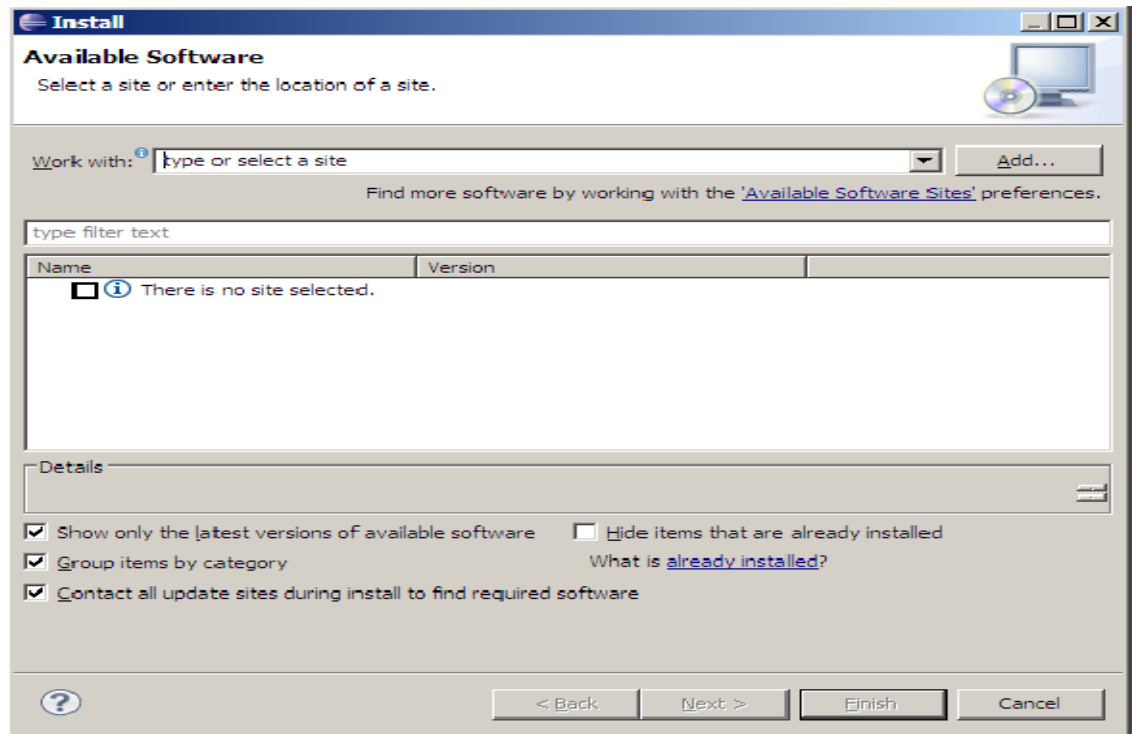 Install
Available Software
Select a site or enter the location of a site.
Work with: type or select a site Add...
Find more software by working with the 'Available Software Sites' preferences.
type filter text
Name Version
There is no site selected.
Details
Show only the latest versions of available software Hide items that are already installed
Group items by category What is already installed?
Contact all update sites during install to find required software
< Back Next > Finish Cancel